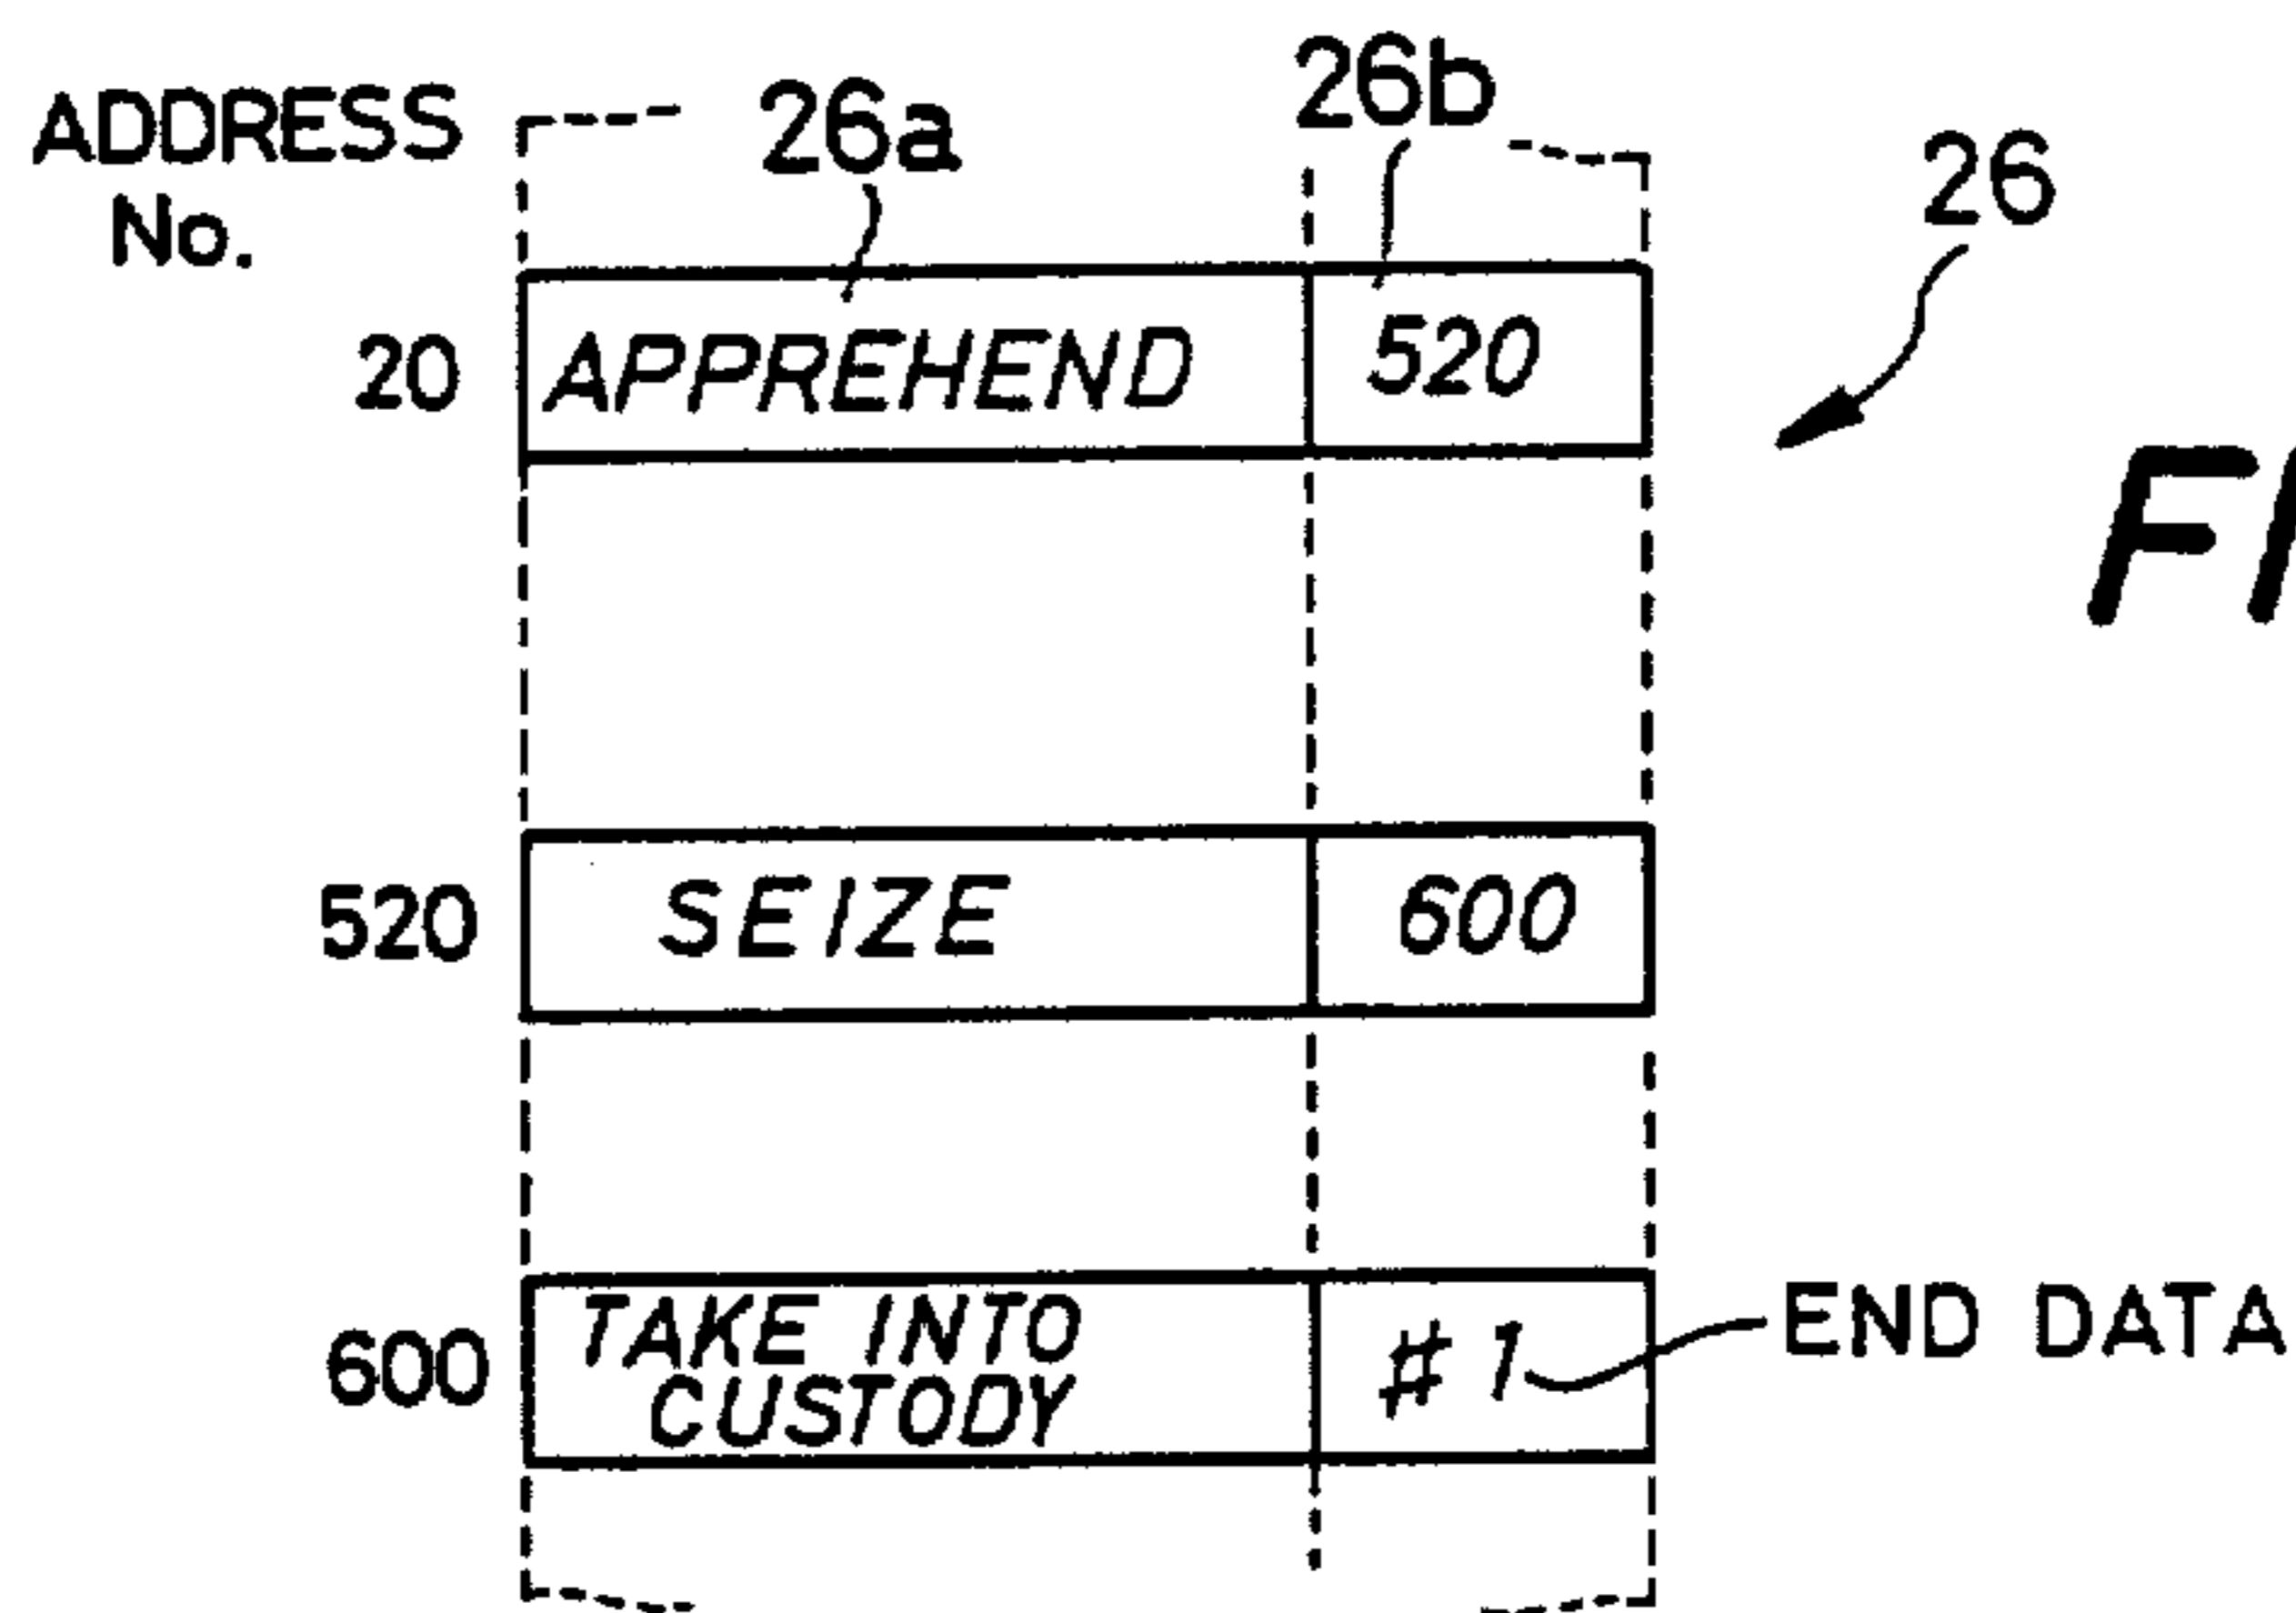 ADDRESS
No.
26a
26b
26
20
APPREHEND
520
520
SEIZE
600
600
TAKE INTO
CUSTODY
# 1
END DATA